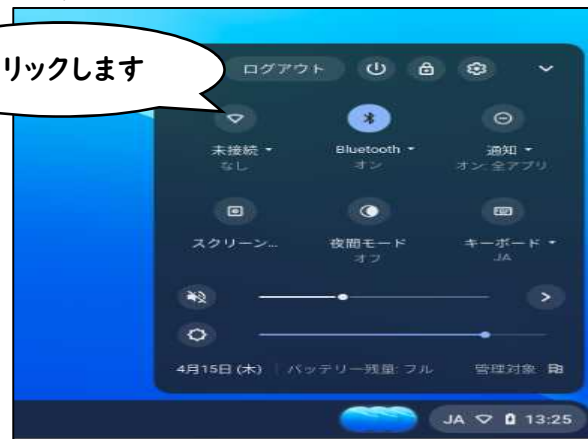 リックします
ログアウト
未接続
なし
Bluetooth
オン
通知
オン、全アプリ
スクリーン...
夜間モード
オフ
キーボード
JA
4月15日(木)
バッテリー残量: フル
管理対象
JA
13:25